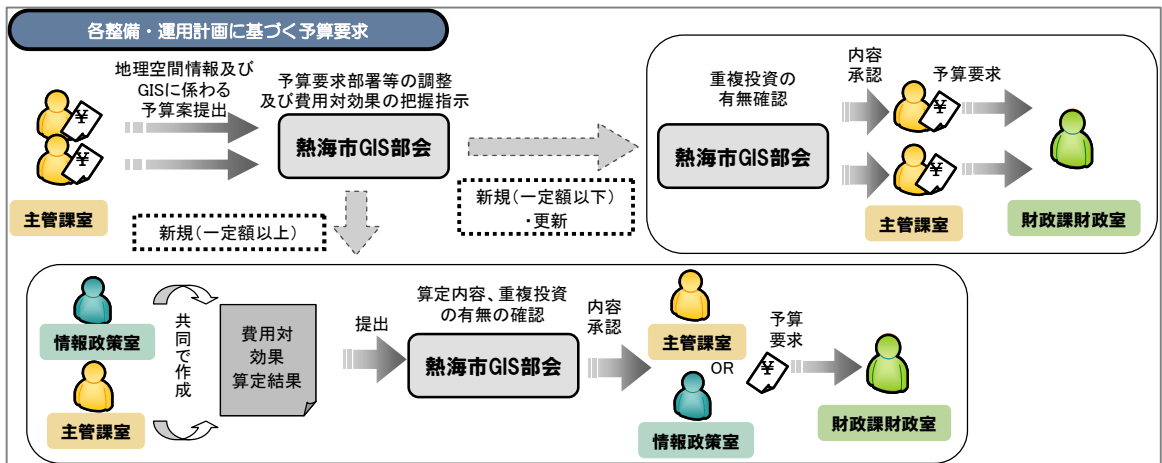 各整備・運用計画に基づく予算要求
地理空間情報及び
GISに係わる
予算案提出
¥
¥
主管課室
予算要求部署等の調整
及び費用対効果の把握指示
熱海市GIS部会
新規(一定額以上)
新規(一定額以下)
・更新
重複投資の
有無確認
熱海市GIS部会
内容
承認
¥
¥
主管課室
予算要求
財政課財政室
情報政策室
主管課室
共同で作成
費用対
効果
算定結果
提出
算定内容、重複投資
の有無の確認
熱海市GIS部会
内容
承認
主管課室
OR
情報政策室
予算
要求
¥
財政課財政室